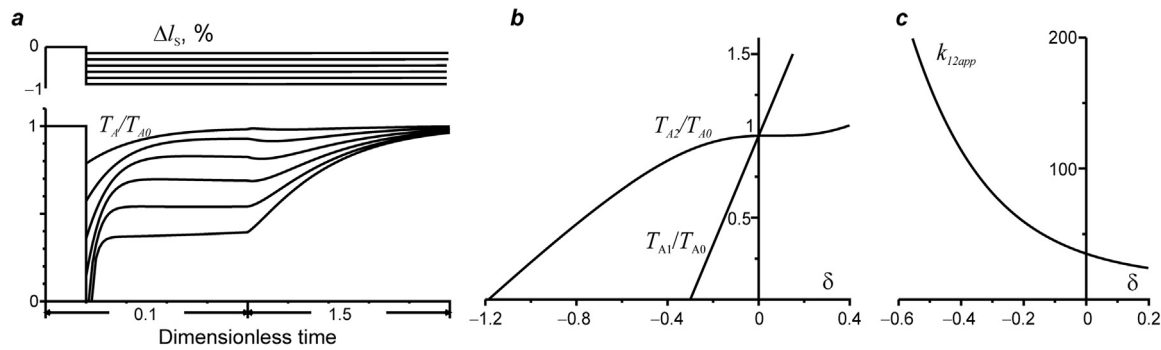 a
Δl_S, %
0
−1
T_A/T_A0
1
0
0.1
1.5
Dimensionless time
b
1.5
1
0.5
T_A2/T_A0
T_A1/T_A0
δ
−1.2
−0.8
−0.4
0
0.4
c
k_12app
200
100
δ
−0.6
−0.4
−0.2
0
0.2